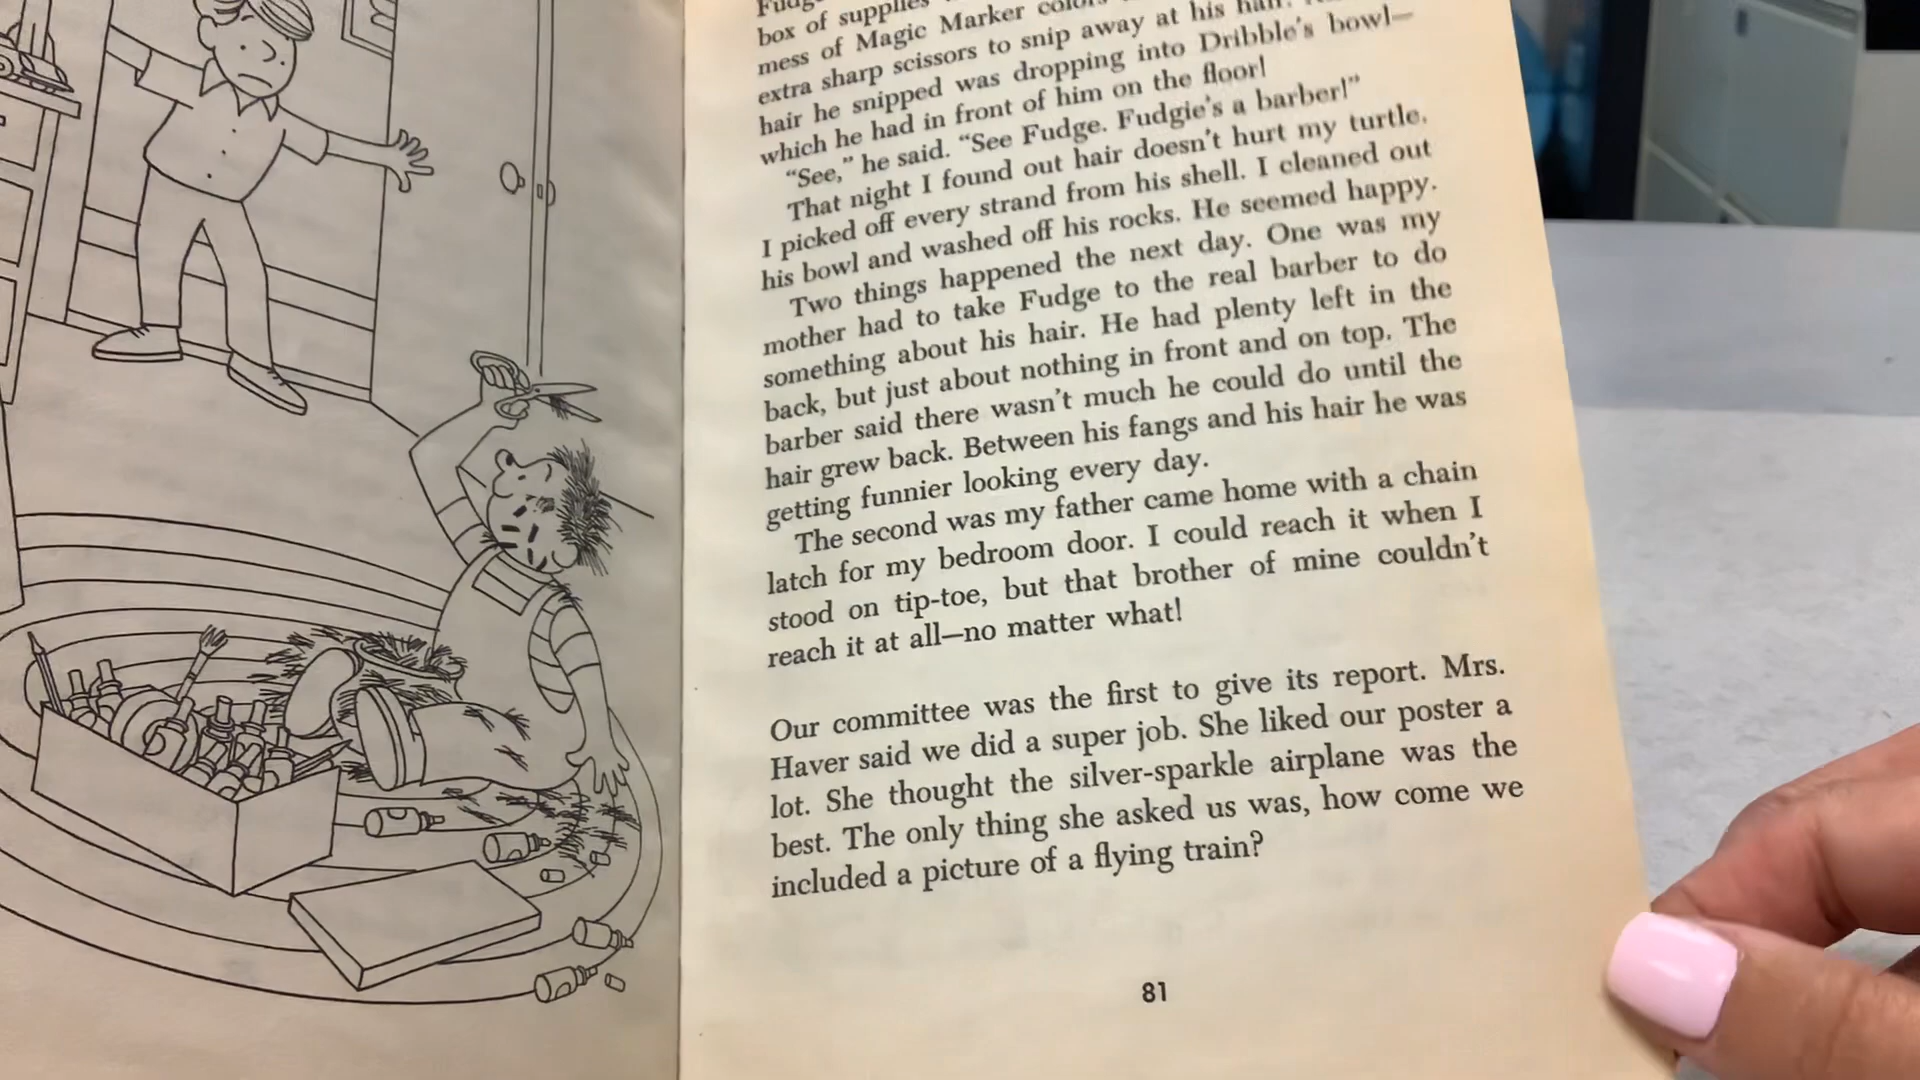 Fudge
box of supplies
mess of Magic Marker colors
extra sharp scissors to snip away at his hair.
hair he snipped was dropping into Dribble's bowl—
which he had in front of him on the floor!
"See," he said. "See Fudge. Fudgie's a barber!"
That night I found out hair doesn't hurt my turtle.
I picked off every strand from his shell. I cleaned out
his bowl and washed off his rocks. He seemed happy.
Two things happened the next day. One was my
mother had to take Fudge to the real barber to do
something about his hair. He had plenty left in the
back, but just about nothing in front and on top. The
barber said there wasn't much he could do until the
hair grew back. Between his fangs and his hair he was
getting funnier looking every day.
The second was my father came home with a chain
latch for my bedroom door. I could reach it when I
stood on tip-toe, but that brother of mine couldn't
reach it at all—no matter what!
Our committee was the first to give its report. Mrs.
Haver said we did a super job. She liked our poster a
lot. She thought the silver-sparkle airplane was the
best. The only thing she asked us was, how come we
included a picture of a flying train?
81